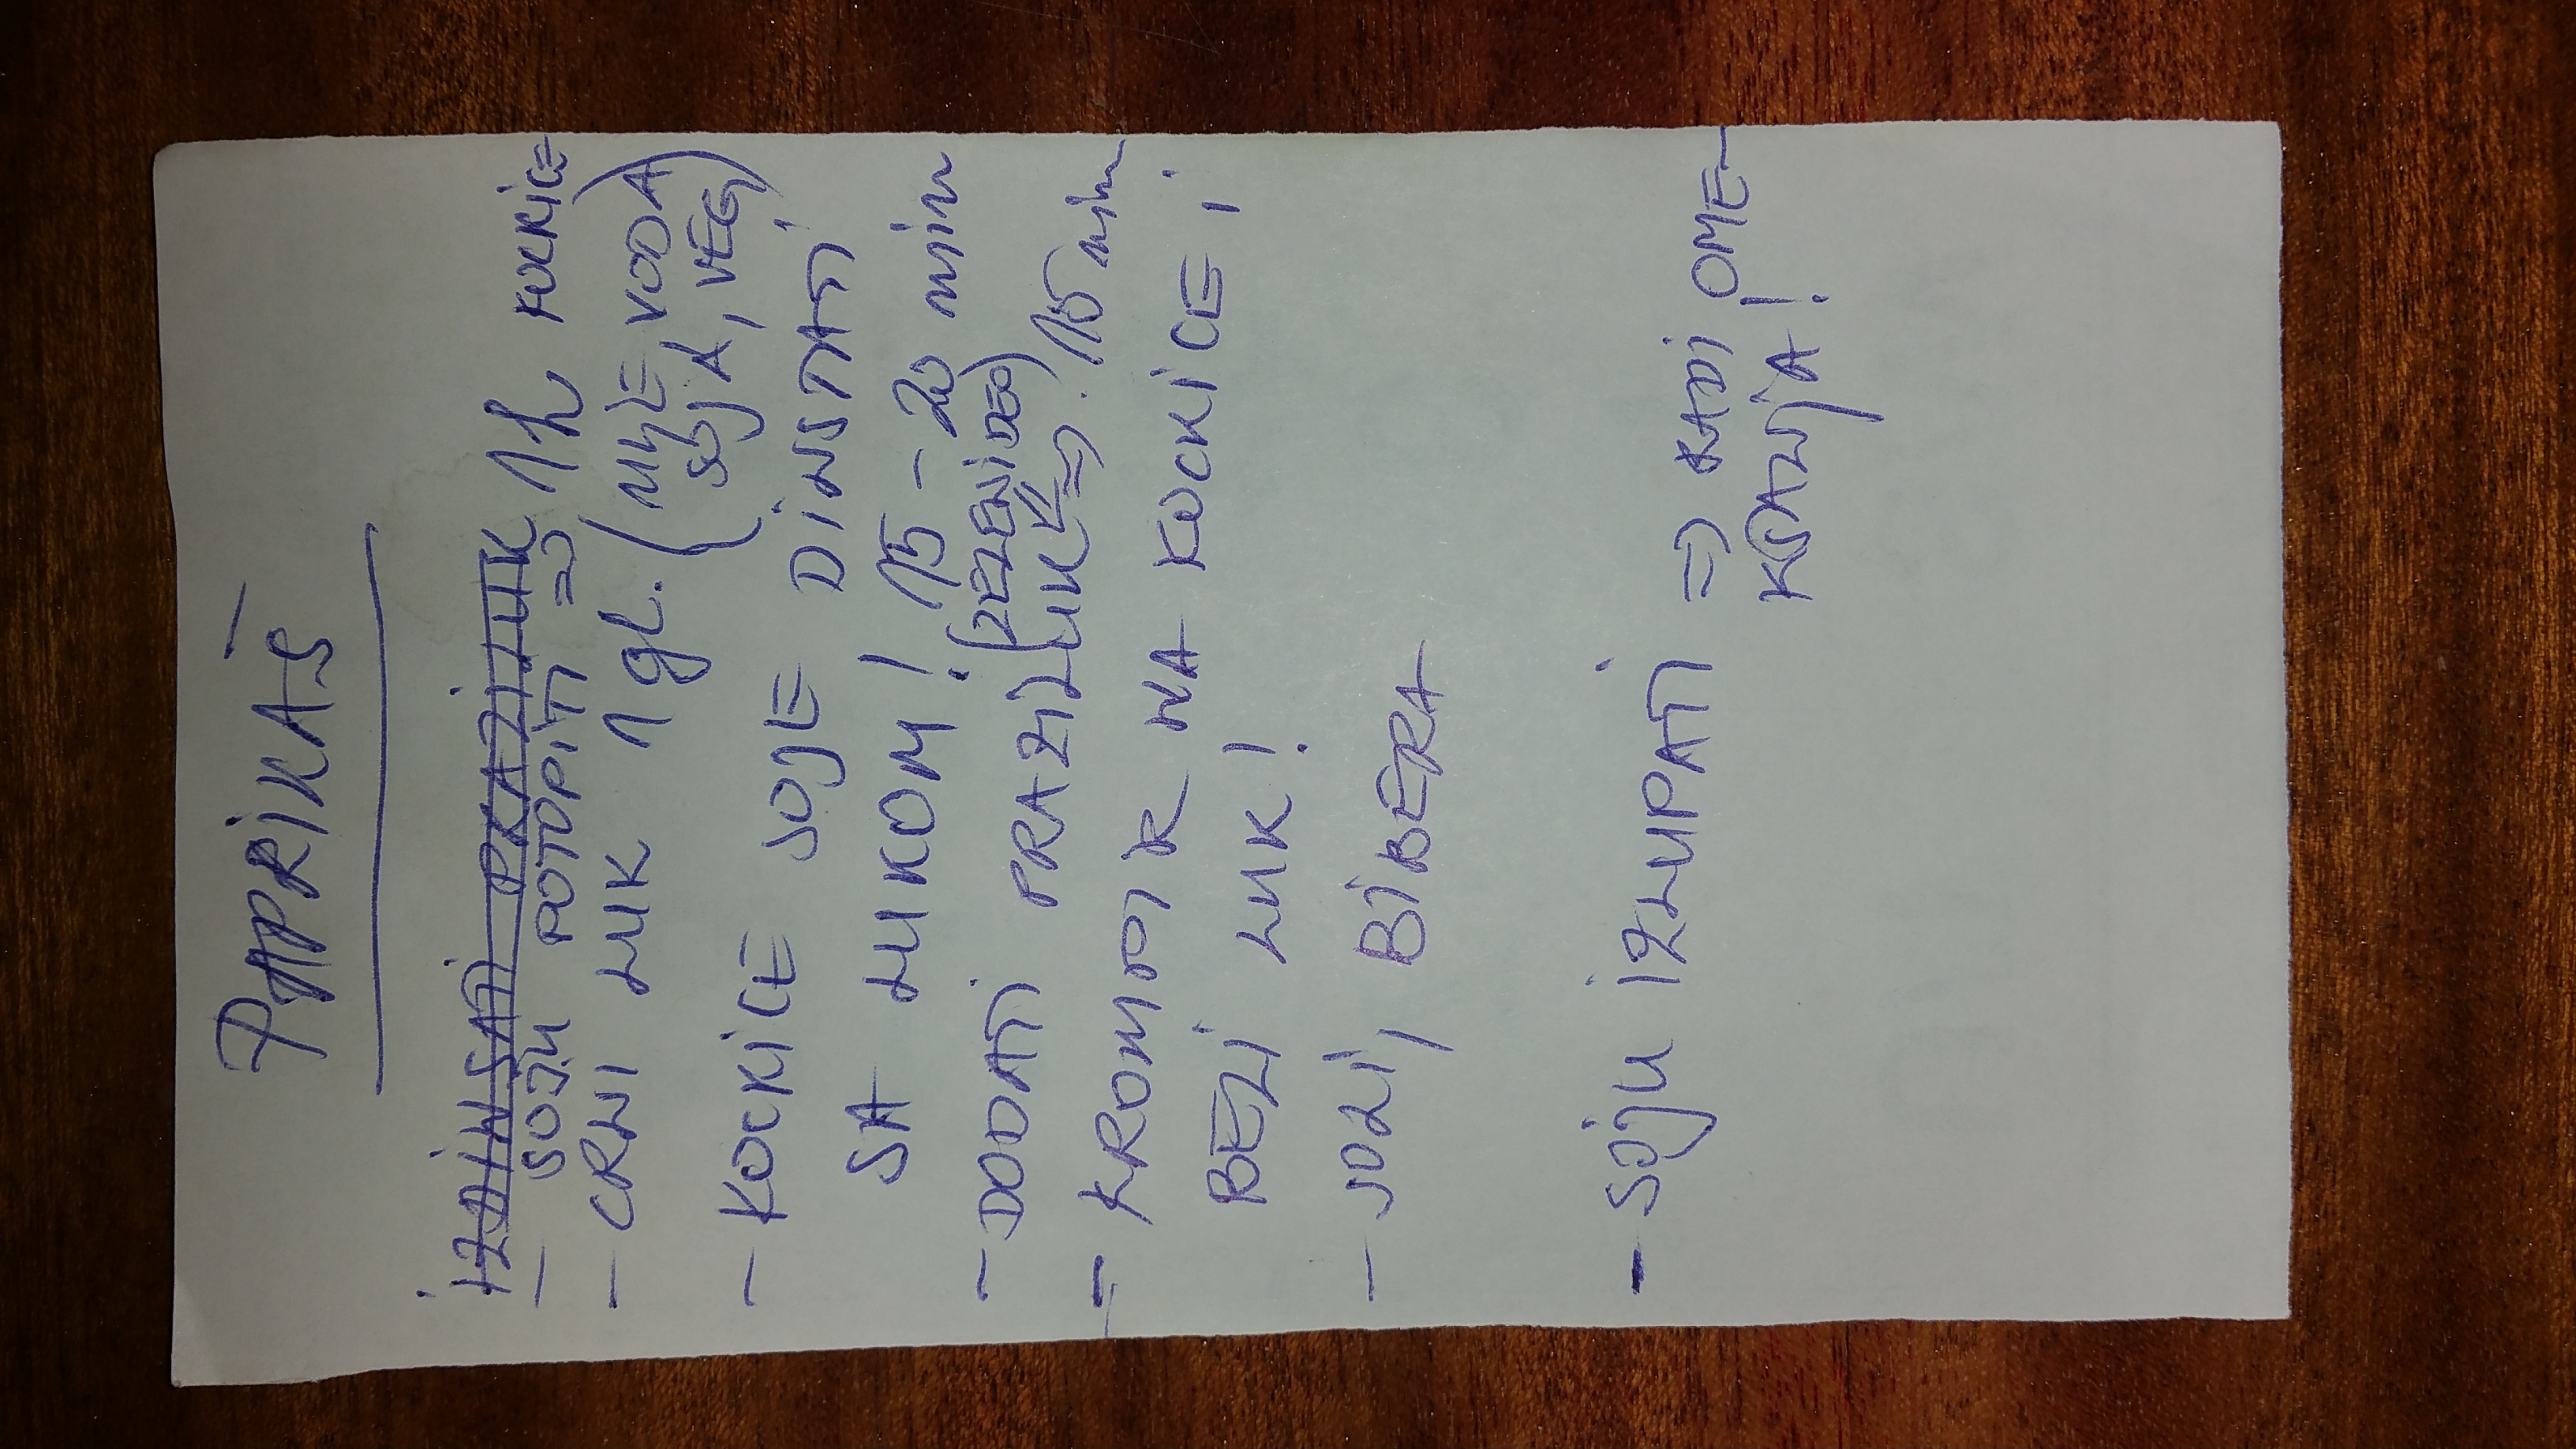 PAPRIKAŠ
IZDINSATI PRAZILUK
- SOJU POTOPITI => 1h KOCKICE
- CRNI LUK 1 gl. (ULJE, VODA
SOJA, VEG)
- KOCKICE SOJE DINSTATI
SA LUKOM! 15 - 20 min
(ZELENI DEO)
- DODATI PRAZILUK => 15 min
- KROMPIR NA KOCKICE i
BELI LUK!
- SOLI, BIBERA
- SOJU IZLUPATI => RADI OME-
KŠANJA!